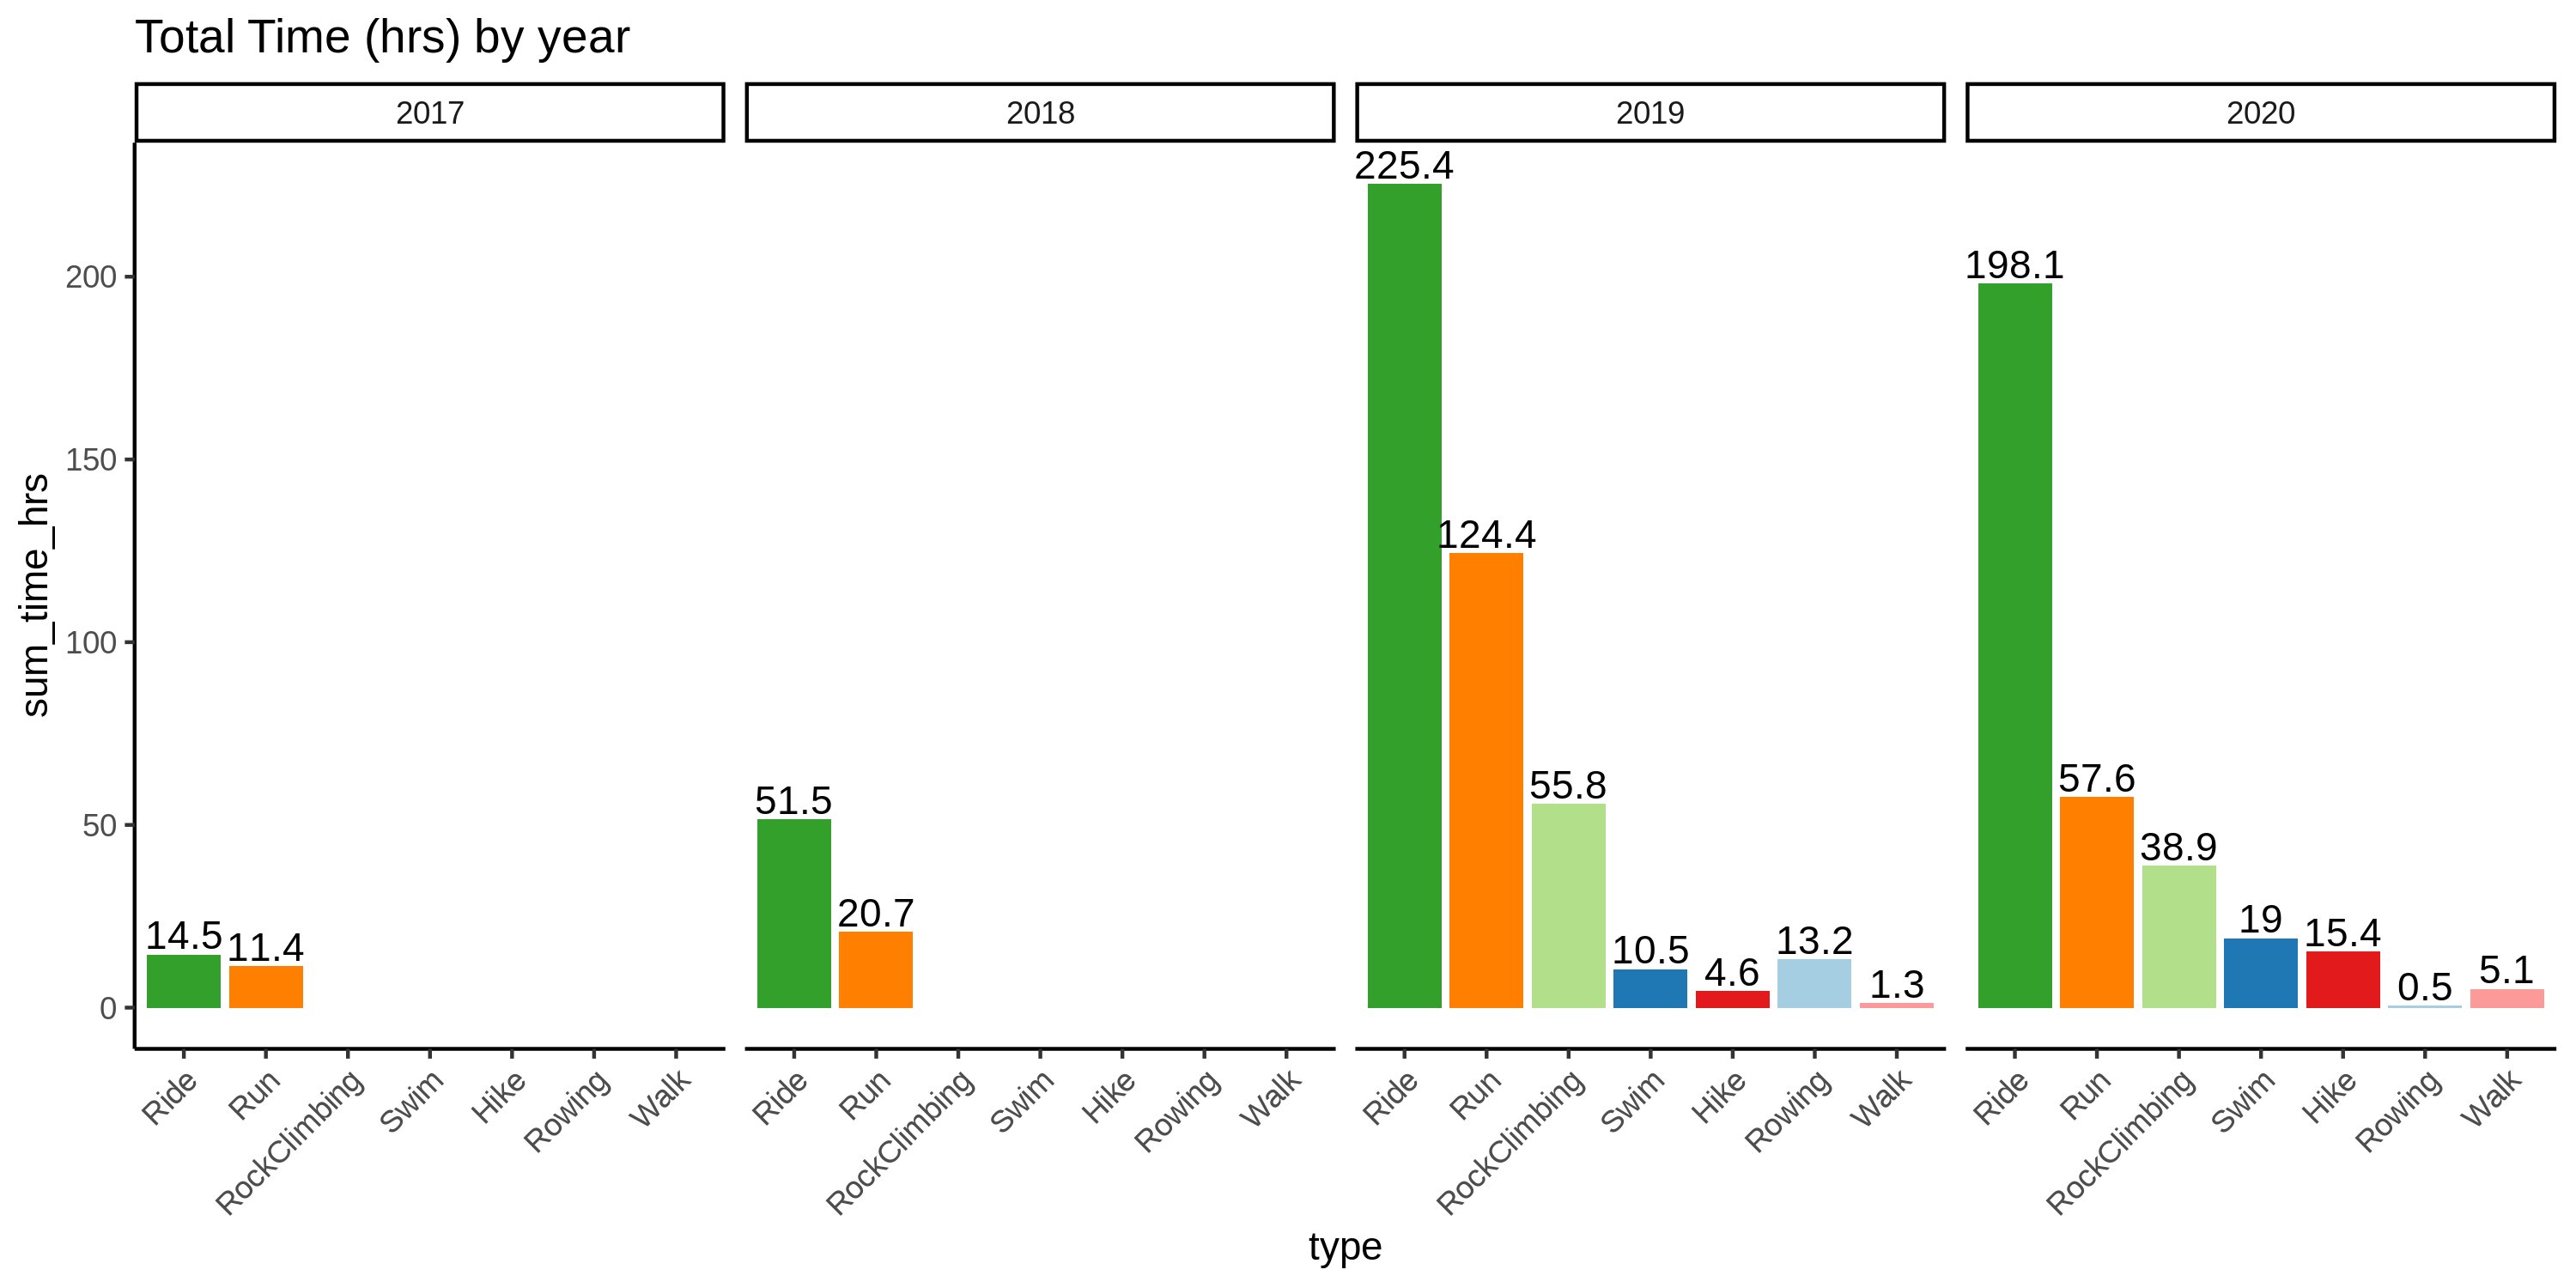 Total Time (hrs) by year
2017 2018 2019 2020
sum_time_hrs
200
150
100
50
0
14.5 11.4
51.5 20.7
225.4 124.4 55.8 10.5 4.6 13.2 1.3
198.1 57.6 38.9 19 15.4 0.5 5.1
Ride Run RockClimbing Swim Hike Rowing Walk
Ride Run RockClimbing Swim Hike Rowing Walk
Ride Run RockClimbing Swim Hike Rowing Walk
Ride Run RockClimbing Swim Hike Rowing Walk
type